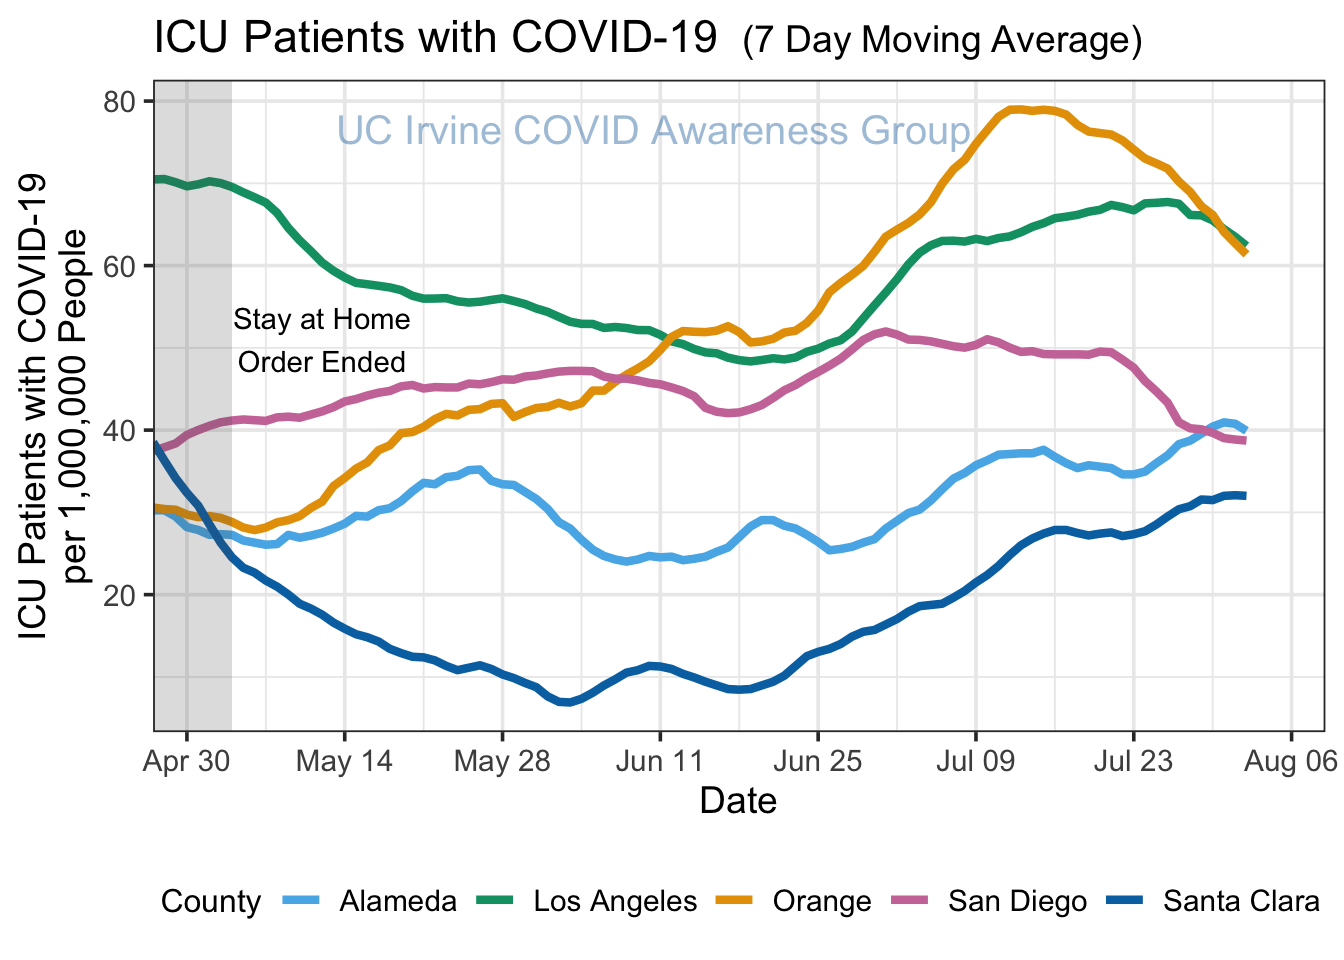 ICU Patients with COVID-19 (7 Day Moving Average)
UC Irvine COVID Awareness Group
ICU Patients with COVID-19
per 1,000,000 People
80
60
40
20
Stay at Home
Order Ended
Apr 30 May 14 May 28 Jun 11 Jun 25 Jul 09 Jul 23 Aug 06
Date
County Alameda Los Angeles Orange San Diego Santa Clara